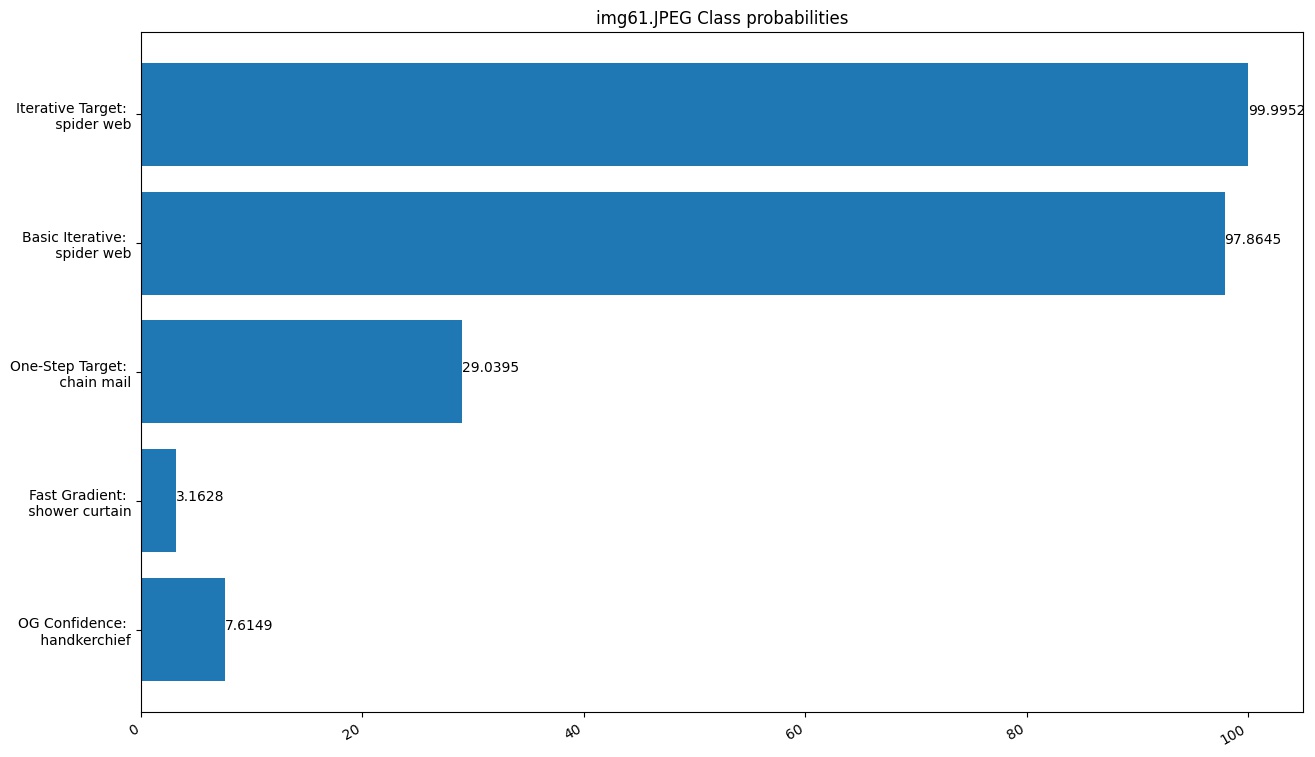 img61.JPEG Class probabilities
Iterative Target:
spider web
99.9952
Basic Iterative:
spider web
97.8645
One-Step Target:
chain mail
29.0395
Fast Gradient:
shower curtain
3.1628
OG Confidence:
handkerchief
7.6149
0
20
40
60
80
100